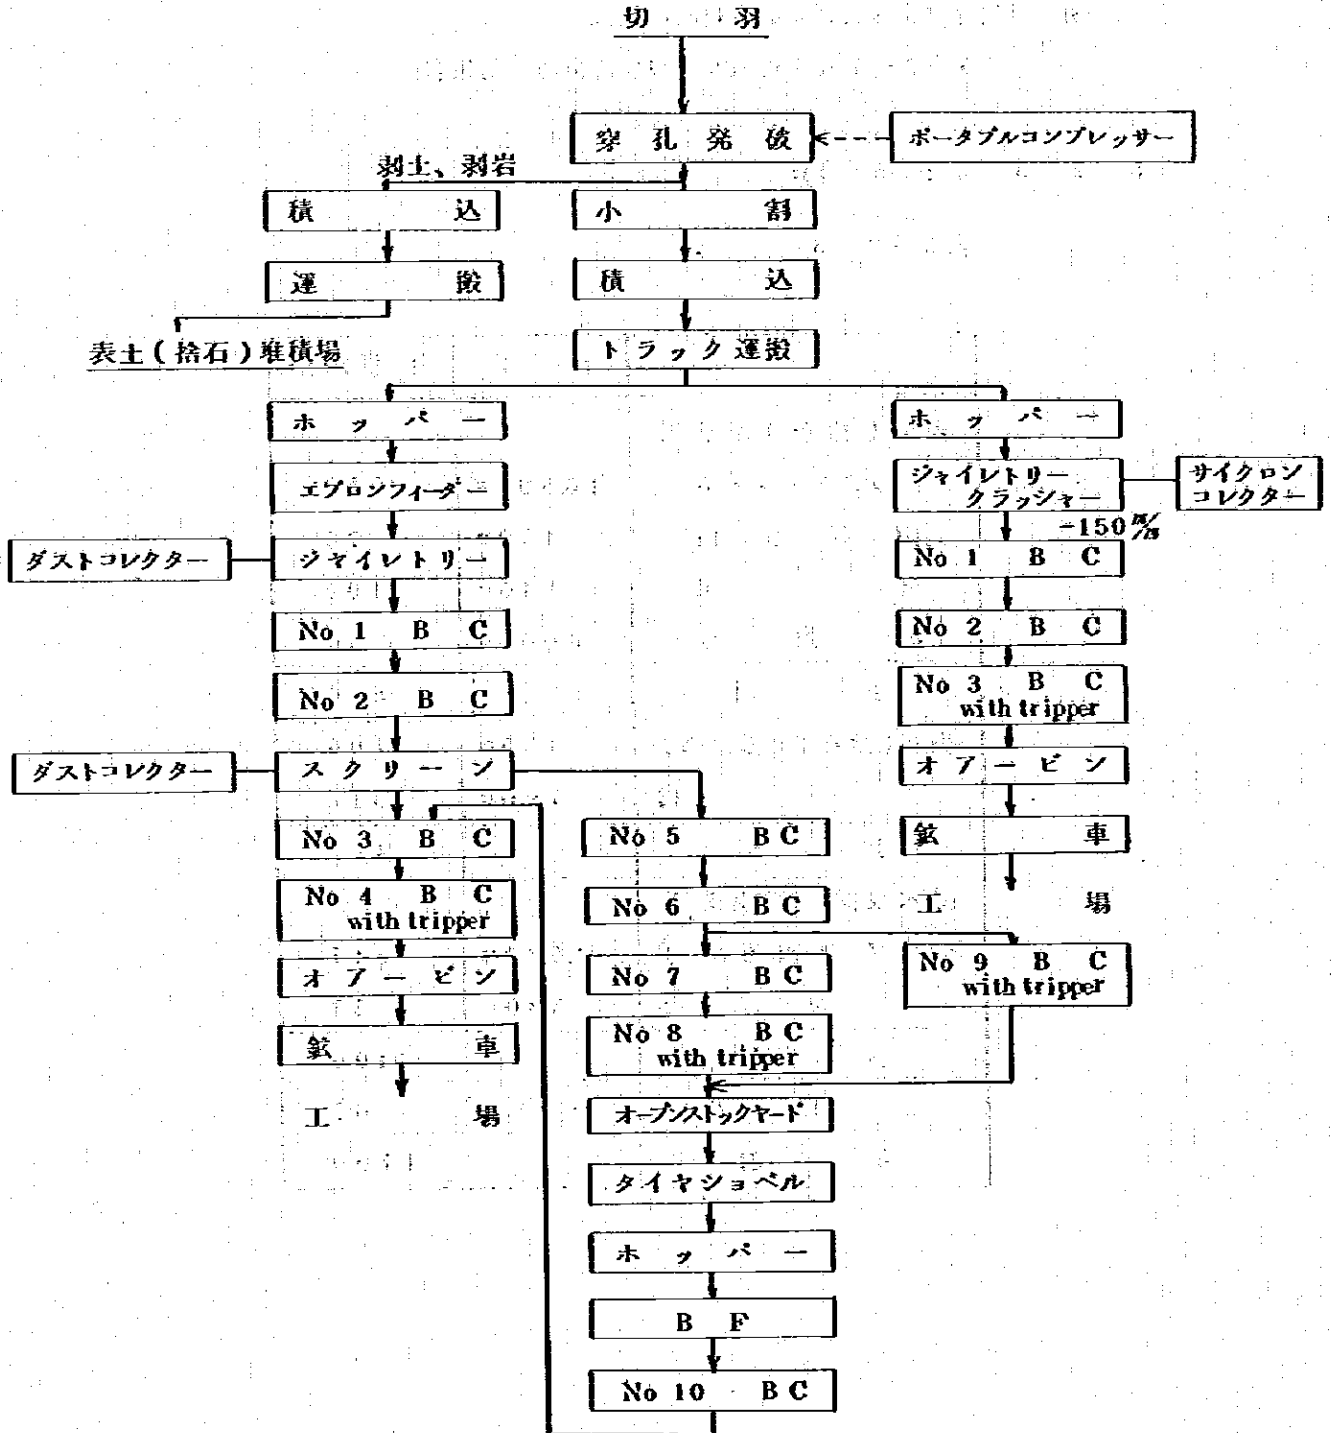 切羽
穿孔発破
ポータブルコンプレッサー
剥土、剥岩
積込
小割
運搬
積込
表土(捨石)堆積場
トラック運搬
ホッパー
ホッパー
エプロンフィーダー
ジャイレトリー
クラッシャー
サイクロン
コレクター
-150㎜
ダストコレクター
ジャイレトリー
No 1 B C
No 1 B C
No 2 B C
No 2 B C
No 3 B C
with tripper
ダストコレクター
スクリーン
オアービン
No 3 B C
No 5 BC
鉱車
No 4 B C
with tripper
No 6 BC
工場
オアービン
No 7 BC
No 9 B C
with tripper
鉱車
No 8 BC
with tripper
工場
オープンストックヤード
タイヤショベル
ホッパー
B F
No 10 BC